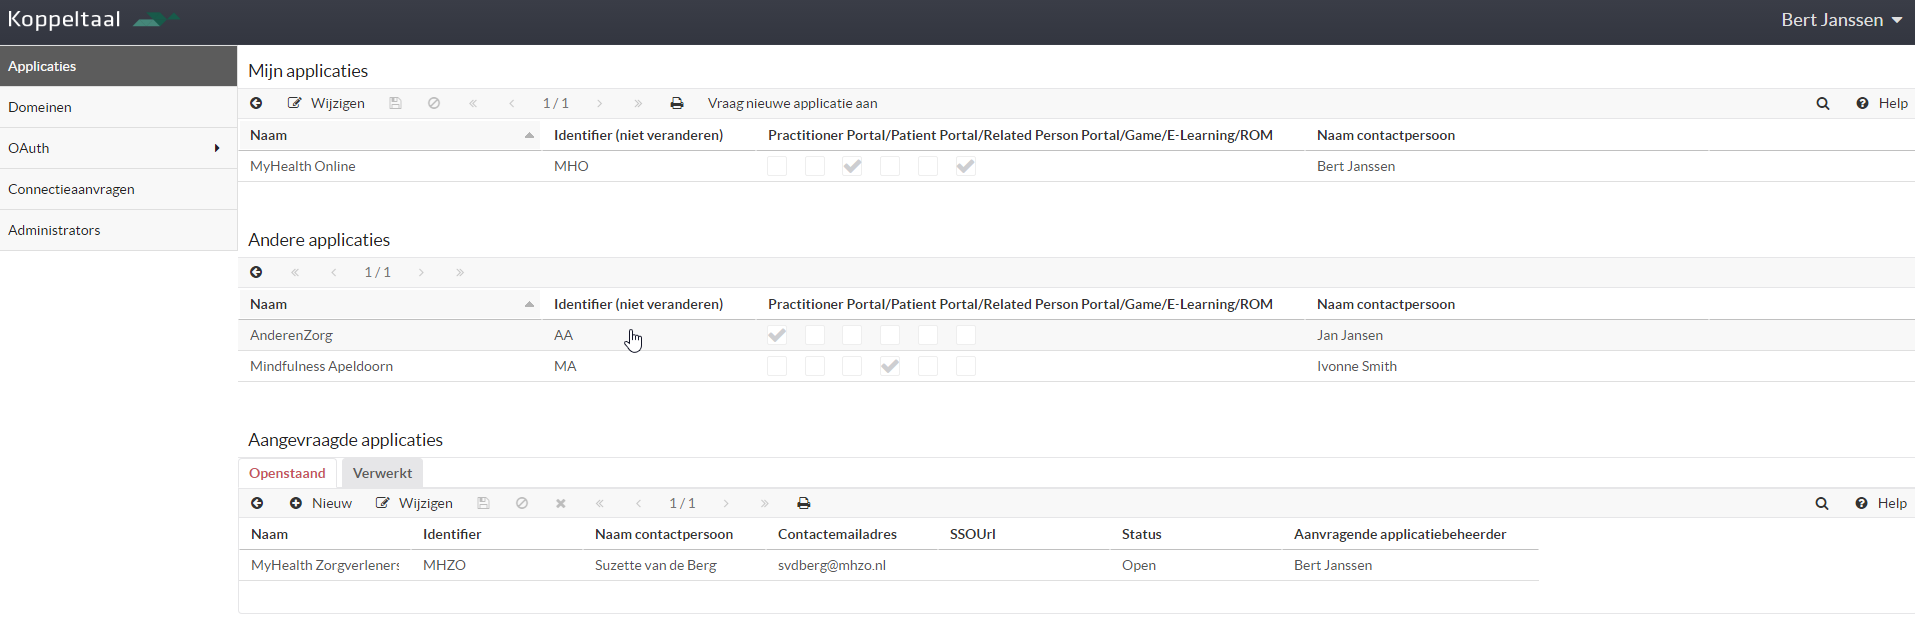 Koppeltaal
Bert Janssen
Applicaties
Domeinen
OAuth
Connectieaanvragen
Administrators
Mijn applicaties
Wijzigen 1 / 1 Vraag nieuwe applicatie aan Help
Naam Identifier (niet veranderen) Practitioner Portal/Patient Portal/Related Person Portal/Game/E-Learning/ROM Naam contactpersoon
MyHealth Online MHO Bert Janssen
Andere applicaties
1 / 1
Naam Identifier (niet veranderen) Practitioner Portal/Patient Portal/Related Person Portal/Game/E-Learning/ROM Naam contactpersoon
AnderenZorg AA Jan Jansen
Mindfulness Apeldoorn MA Ivonne Smith
Aangevraagde applicaties
Openstaand Verwerkt
Nieuw Wijzigen 1 / 1 Help
Naam Identifier Naam contactpersoon Contactemailadres SSOUrl Status Aanvragende applicatiebeheerder
MyHealth Zorgverleners MHZO Suzette van de Berg svdberg@mhzo.nl Open Bert Janssen